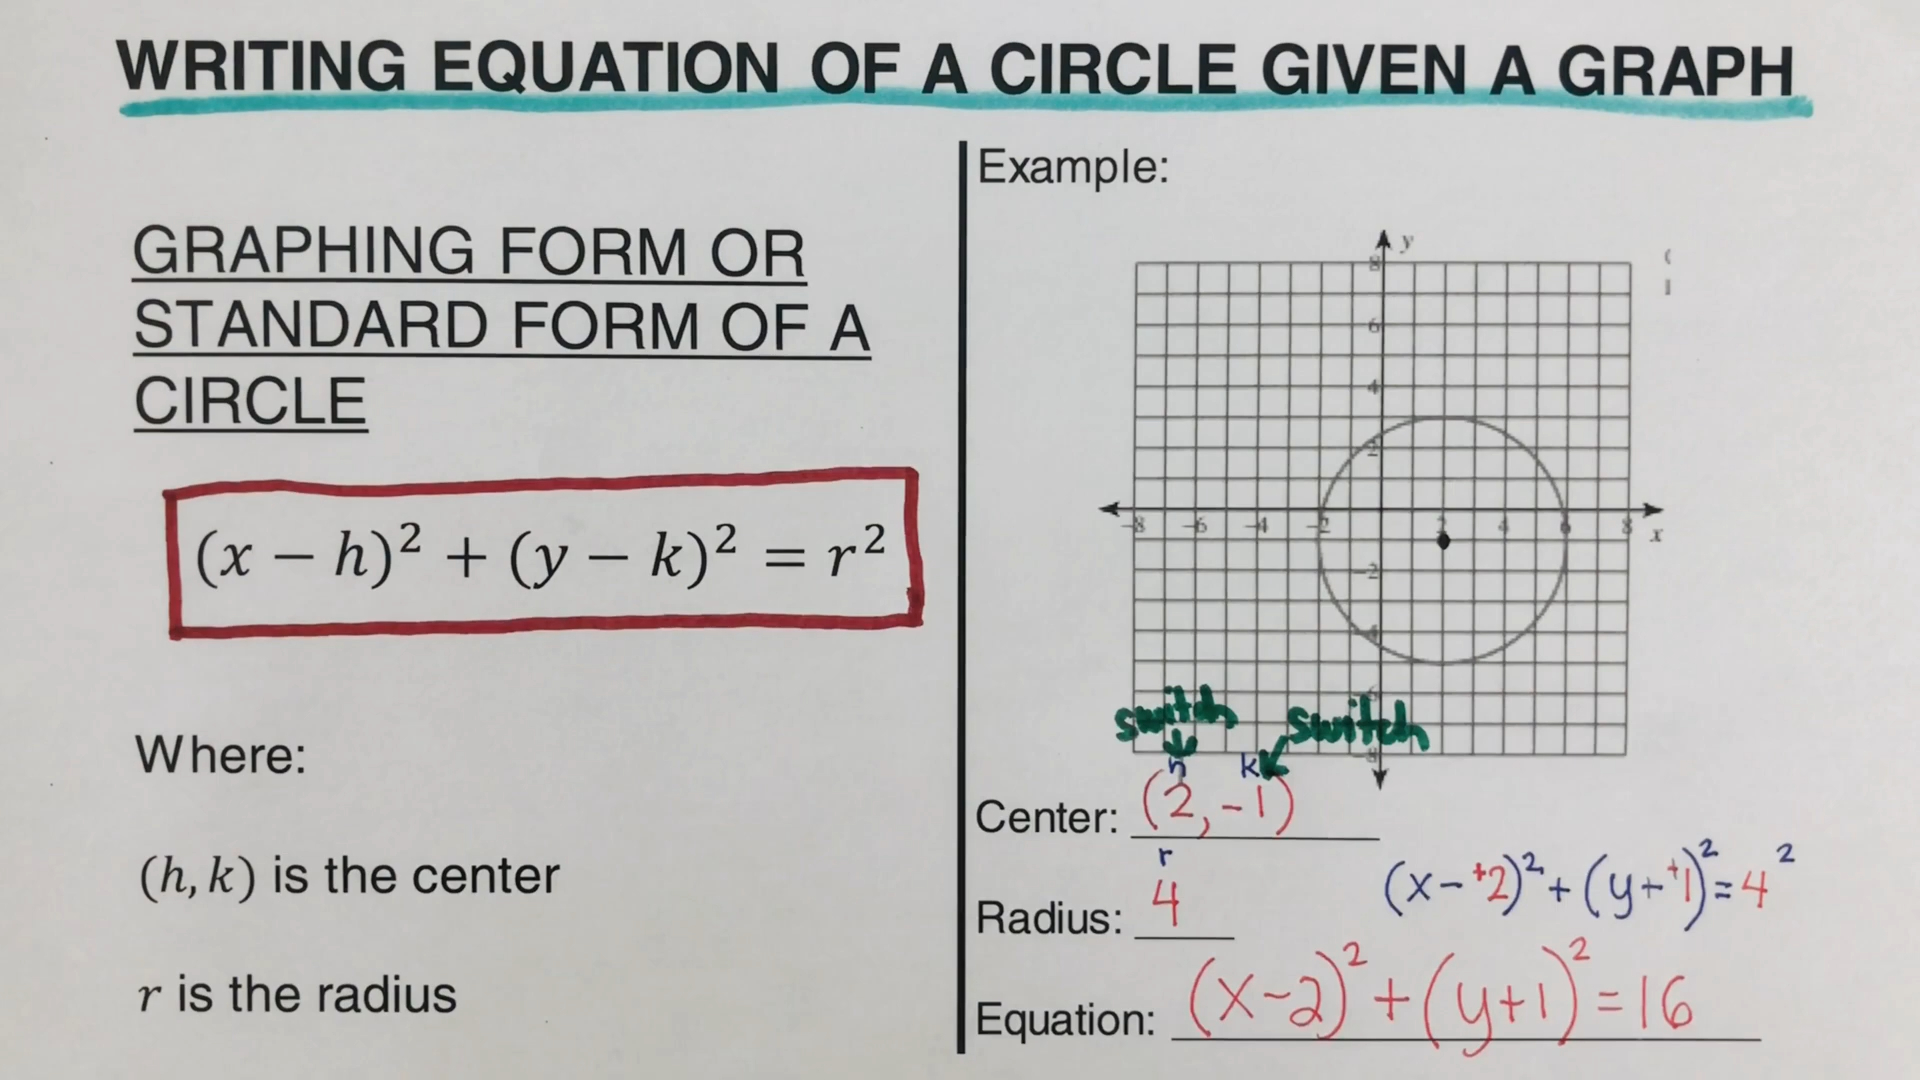 WRITING EQUATION OF A CIRCLE GIVEN A GRAPH
GRAPHING FORM OR
STANDARD FORM OF A
CIRCLE
(x − h)² + (y − k)² = r²
Where:
(h, k) is the center
r is the radius
Example:
y
8
6
4
2
-8 -6 -4 -2 2 4 6 8
x
-2
-4
-6
-8
switch switch
h k
Center: (2, -1)
r
Radius: 4
(x - +2)² + (y + +1)² = 4²
Equation: (x-2)² + (y+1)² = 16